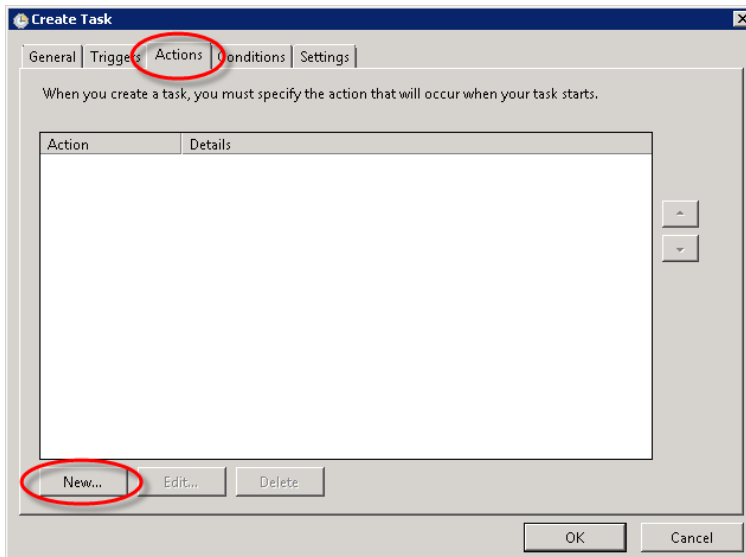 Create Task
General Triggers Actions Conditions Settings
When you create a task, you must specify the action that will occur when your task starts.
Action Details
New... Edit... Delete
OK Cancel